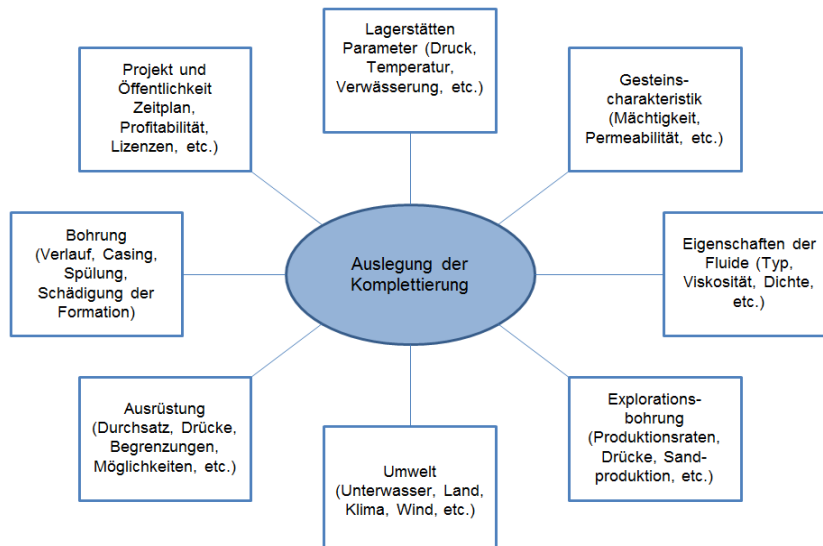 Lagerstätten
Parameter (Druck,
Temperatur,
Verwässerung, etc.)
Projekt und
Öffentlichkeit
Zeitplan,
Profitabilität,
Lizenzen, etc.)
Gesteins-
charakteristik
(Mächtigkeit,
Permeabilität, etc.)
Bohrung
(Verlauf, Casing,
Spülung,
Schädigung der
Formation)
Auslegung der
Komplettierung
Eigenschaften der
Fluide (Typ,
Viskosität, Dichte,
etc.)
Ausrüstung
(Durchsatz, Drücke,
Begrenzungen,
Möglichkeiten, etc.)
Umwelt
(Unterwasser, Land,
Klima, Wind, etc.)
Explorations-
bohrung
(Produktionsraten,
Drücke, Sand-
produktion, etc.)